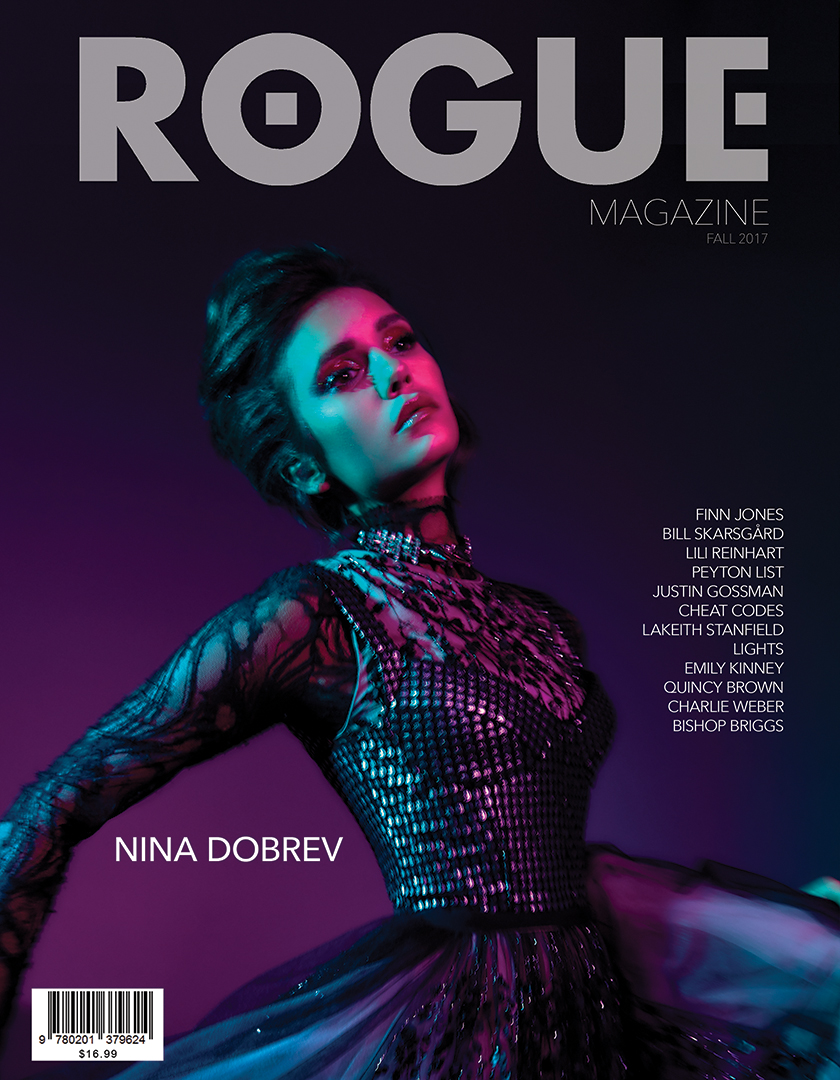 ROGUE
MAGAZINE
FALL 2017
FINN JONES
BILL SKARSGÅRD
LILI REINHART
PEYTON LIST
JUSTIN GOSSMAN
CHEAT CODES
LAKEITH STANFIELD
LIGHTS
EMILY KINNEY
QUINCY BROWN
CHARLIE WEBER
BISHOP BRIGGS
NINA DOBREV
9 780201 379624
$16.99